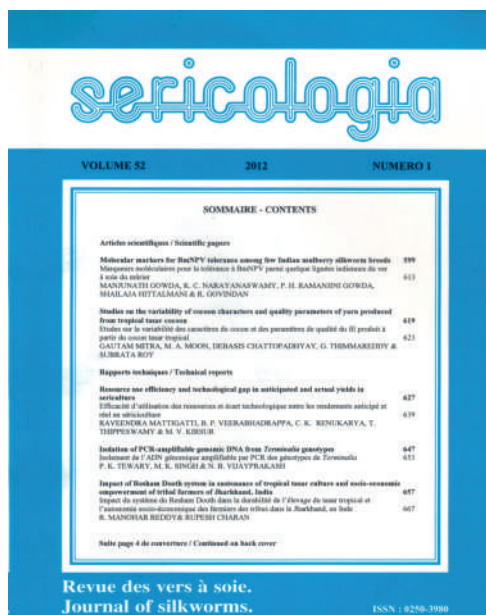 sericologia
VOLUME 52 2012 NUMERO 1
SOMMAIRE - CONTENTS
Articles scientifiques / Scientific papers
Molecular markers for BmNPV tolerance among few Indian mulberry silkworm breeds 599
Marqueurs moléculaires pour la tolérance à BmNPV parmi quelque lignées indiennes du ver 613
à soie du mûrier
MANJUNATH GOWDA, K. C. NARAYANASWAMY, P. H. RAMANJINI GOWDA,
SHAILAJA HITTALMANI & R. GOVINDAN
Studies on the variability of cocoon characters and quality parameters of yarn produced 619
from tropical tasar cocoon
Etudes sur la variabilité des caractères du cocon et des paramètres de qualité du fil produit à 623
partir du cocon tasar tropical
GAUTAM MITRA, M. A. MOON, DEBASIS CHATTOPADHYAY, G. THIMMAREDDY &
SUBRATA ROY
Rapports techniques / Technical reports
Resource use efficiency and technological gap in anticipated and actual yields in 627
sericulture
Efficacité d'utilisation des ressources et écart technologique entre les rendements anticipé et 639
réel en sériciculture
RAVEENDRA MATTIGATTI, B. P. VEERABHADRAPPA, C. K. RENUKARYA, T.
THIPPESWAMY & M. V. KIRSUR
Isolation of PCR-amplifiable genomic DNA from Terminalia genotypes 647
Isolement de l'ADN génomique amplifiable par PCR des génotypes de Terminalia 653
P. K. TEWARY, M. K. SINGH & N. B. VIJAYPRAKASH
Impact of Resham Dooth system in sustenance of tropical tasar culture and socio-economic 657
empowerment of tribal farmers of Jharkhand, India
Impact du système du Resham Dooth dans la durabilité de l'élevage du tasar tropical et 667
l'autonomie socio-économique des fermiers des tribus dans la Jharkhand, en Inde
R. MANOHAR REDDY & RUPESH CHARAN
Suite page 4 de couverture / Continued on back cover
Revue des vers à soie.
Journal of silkworms. ISSN : 0250-3980